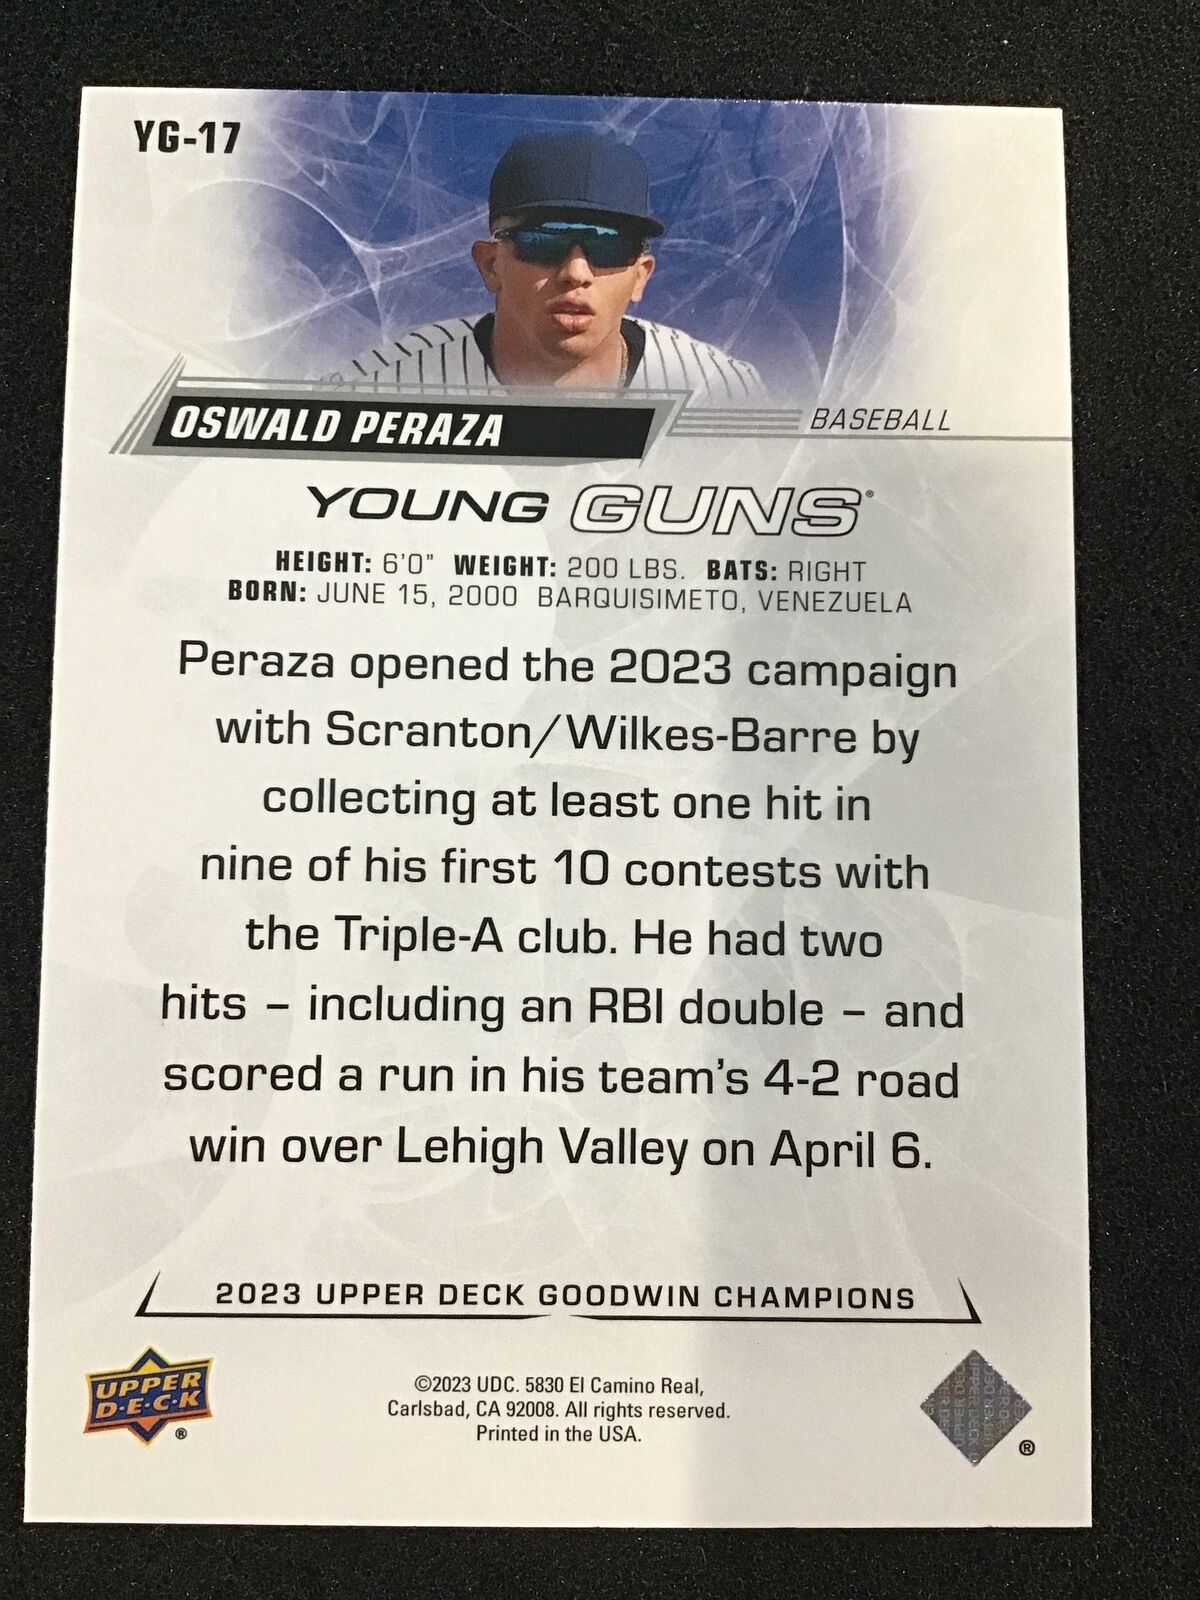 YG-17
OSWALD PERAZA
BASEBALL
YOUNG GUNS®
HEIGHT: 6'0" WEIGHT: 200 LBS. BATS: RIGHT
BORN: JUNE 15, 2000 BARQUISIMETO, VENEZUELA
Peraza opened the 2023 campaign
with Scranton/Wilkes-Barre by
collecting at least one hit in
nine of his first 10 contests with
the Triple-A club. He had two
hits – including an RBI double – and
scored a run in his team's 4-2 road
win over Lehigh Valley on April 6.
2023 UPPER DECK GOODWIN CHAMPIONS
UPPER
D·E·C·K
®
©2023 UDC. 5830 El Camino Real,
Carlsbad, CA 92008. All rights reserved.
Printed in the USA.
®